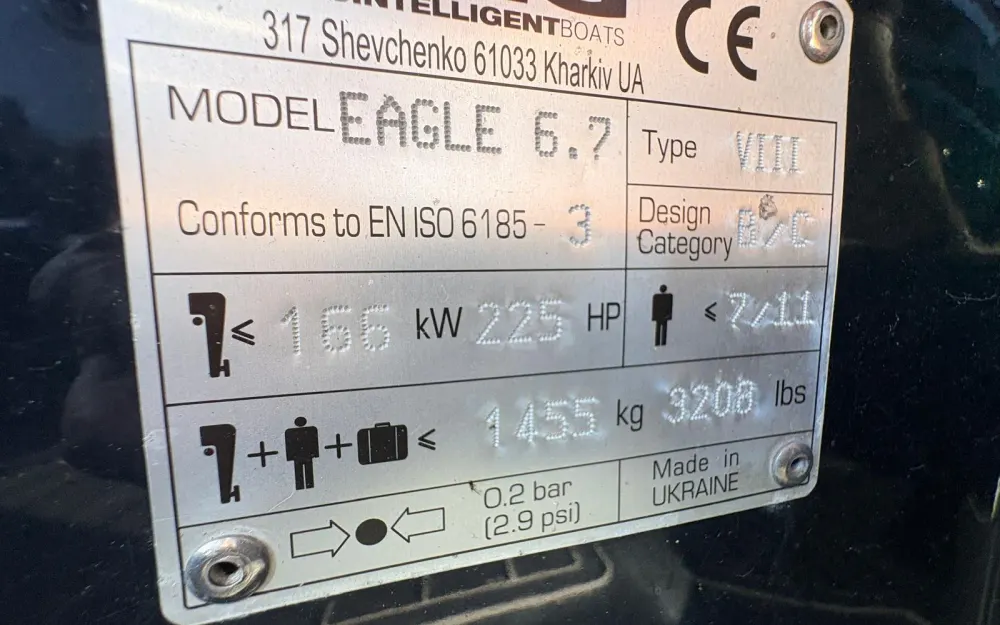 INTELLIGENTBOATS
317 Shevchenko 61033 Kharkiv UA
CE
MODEL EAGLE 6.7
Type VIII
Conforms to EN ISO 6185 - 3
Design Category B/C
≤ 166 kW 225 HP
≤ 7/11
+ + ≤ 1455 kg 3208 lbs
0.2 bar
(2.9 psi)
Made in
UKRAINE